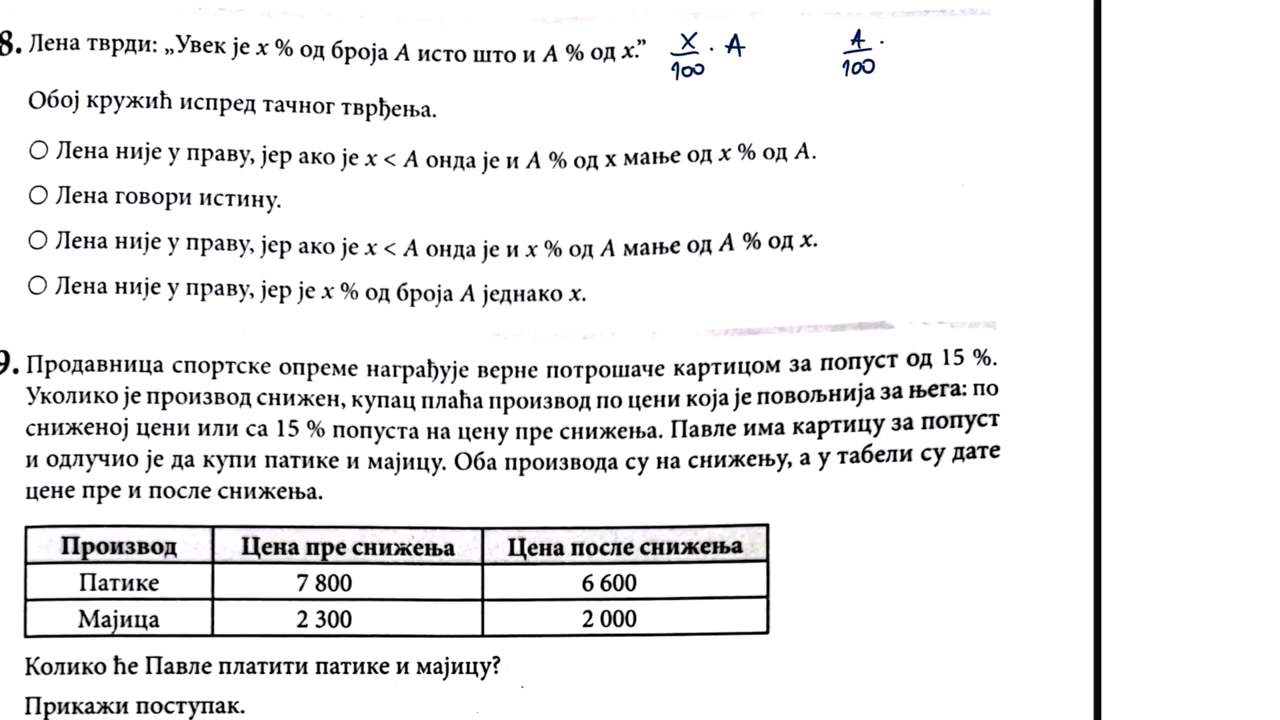 8. Лена тврди: „Увек је x % од броја A исто што и A % од x.” x/100 · A A/100 ·
Обој кружић испред тачног тврђења.
○ Лена није у праву, јер ако је x < A онда је и A % од x мање од x % од A.
○ Лена говори истину.
○ Лена није у праву, јер ако је x < A онда је и x % од A мање од A % од x.
○ Лена није у праву, јер је x % од броја A једнако x.
9. Продавница спортске опреме награђује верне потрошаче картицом за попуст од 15 %.
Уколико је производ снижен, купац плаћа производ по цени која је повољнија за њега: по
сниженој цени или са 15 % попуста на цену пре снижења. Павле има картицу за попуст
и одлучио је да купи патике и мајицу. Оба производа су на снижењу, а у табели су дате
цене пре и после снижења.
Производ Цена пре снижења Цена после снижења
Патике 7 800 6 600
Мајица 2 300 2 000
Колико ће Павле платити патике и мајицу?
Прикажи поступак.